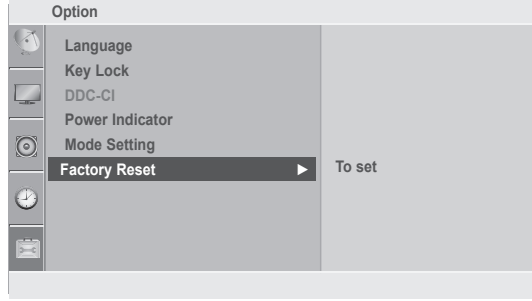 Option
Language
Key Lock
DDC-CI
Power Indicator
Mode Setting
Factory Reset
To set